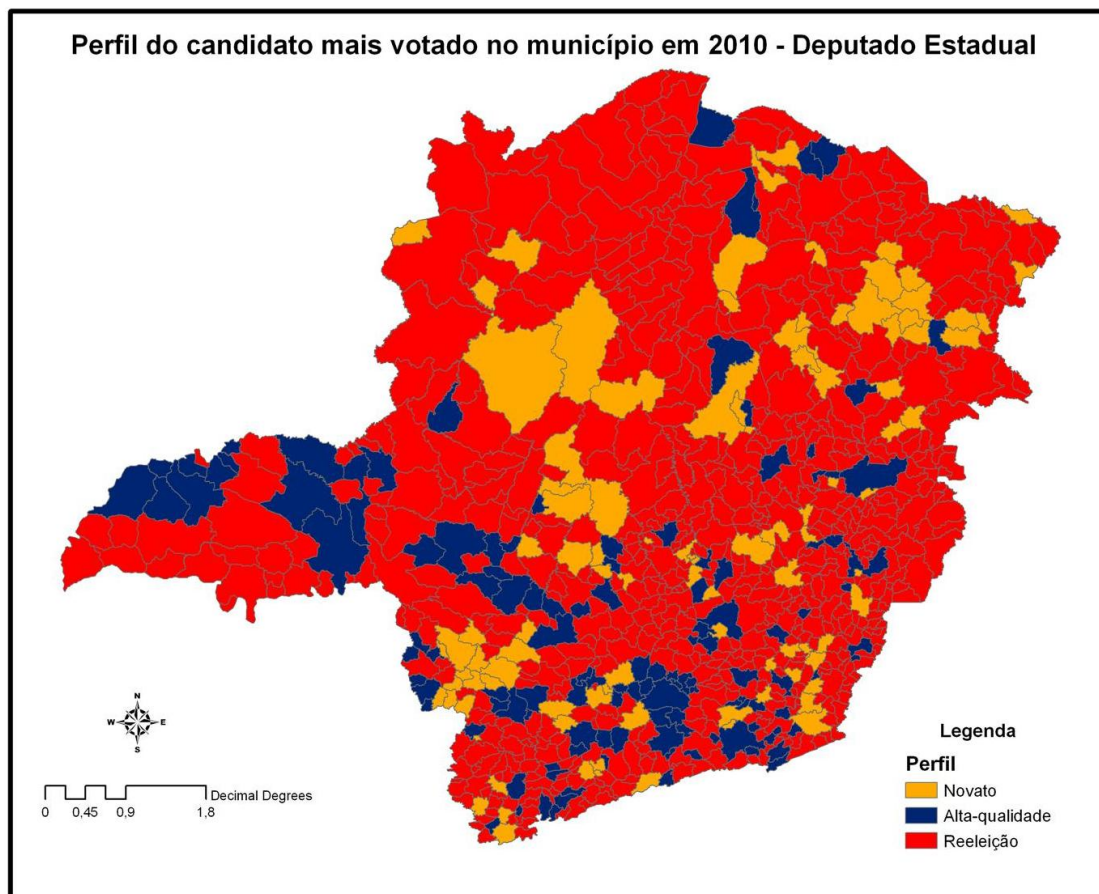 Perfil do candidato mais votado no município em 2010 - Deputado Estadual
N
W E
S
Decimal Degrees
0 0,45 0,9 1,8
Legenda
Perfil
Novato
Alta-qualidade
Reeleição